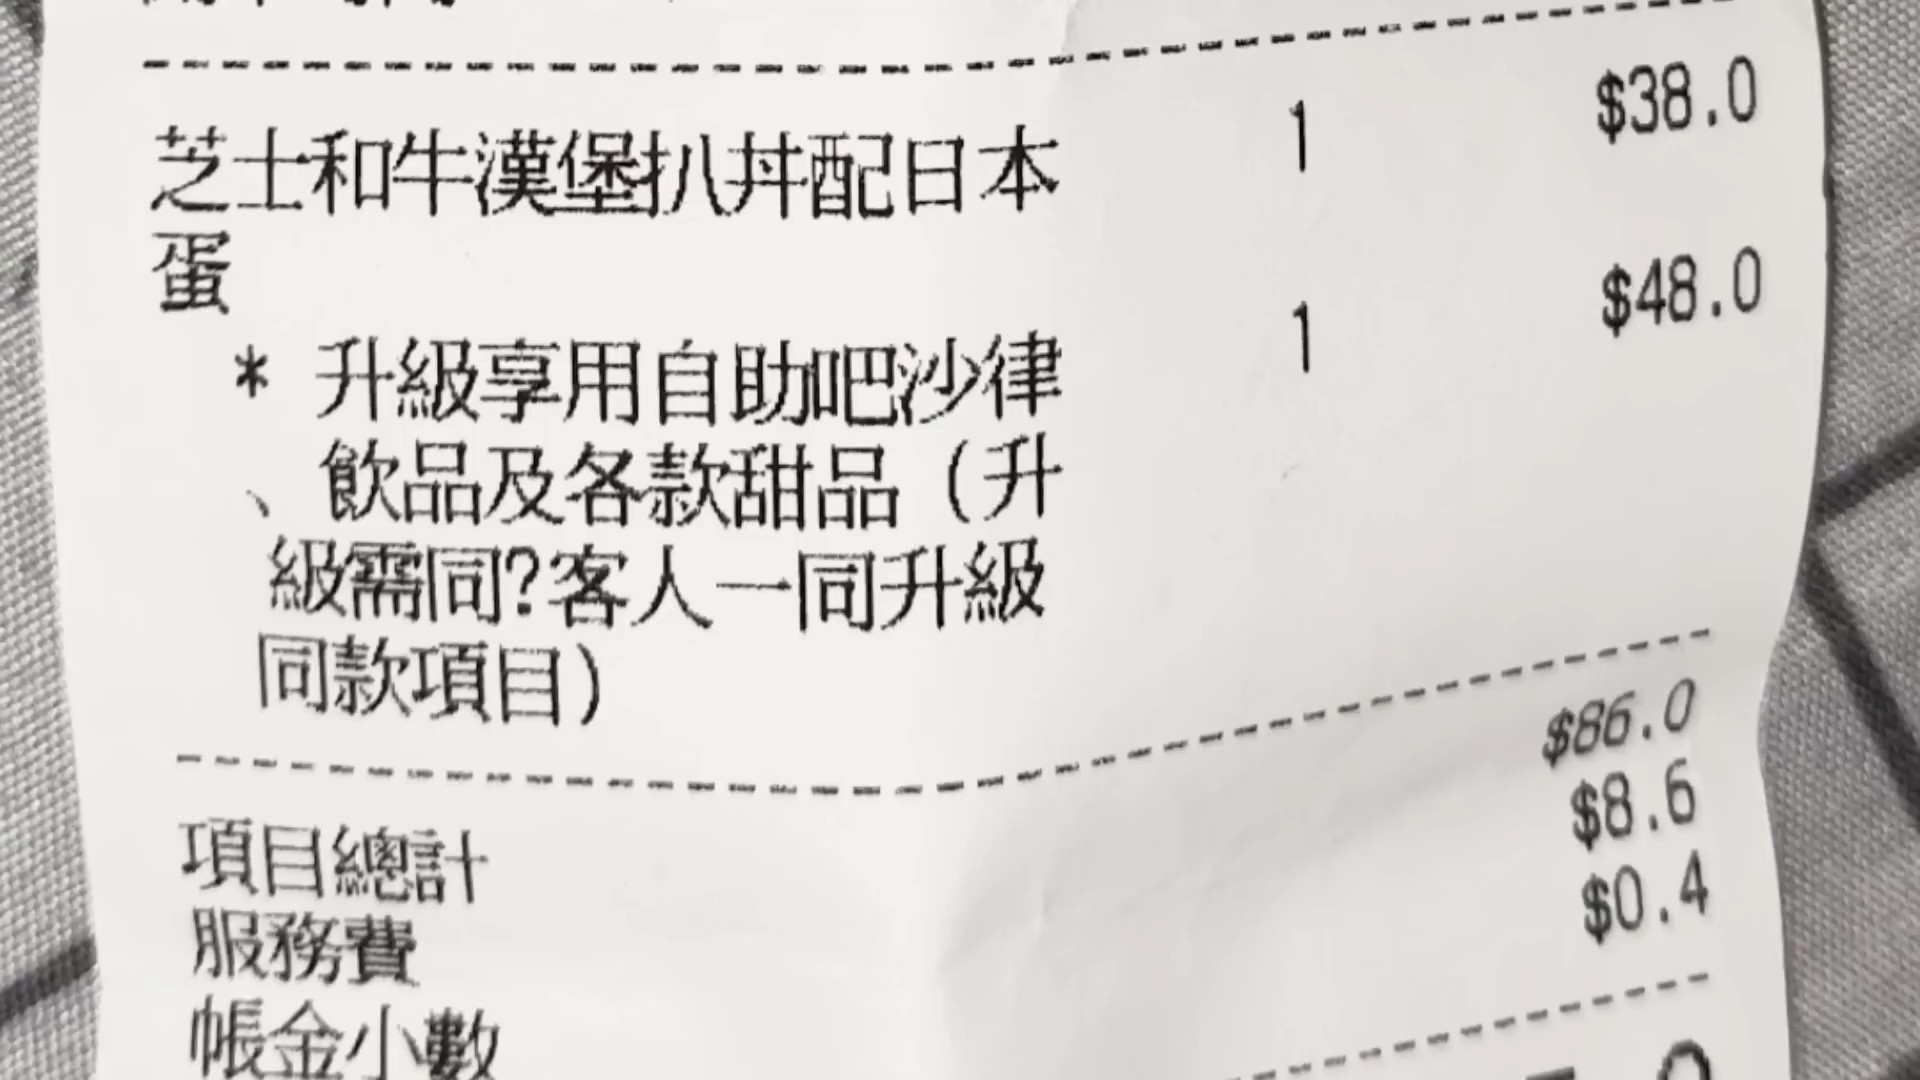 芝士和牛漢堡扒丼配日本 1 $38.0
蛋
* 升級享用自助吧沙律 1 $48.0
、飲品及各款甜品(升
級需同?客人一同升級
同款項目)
項目總計 $86.0
服務費 $8.6
帳金小數 $0.4